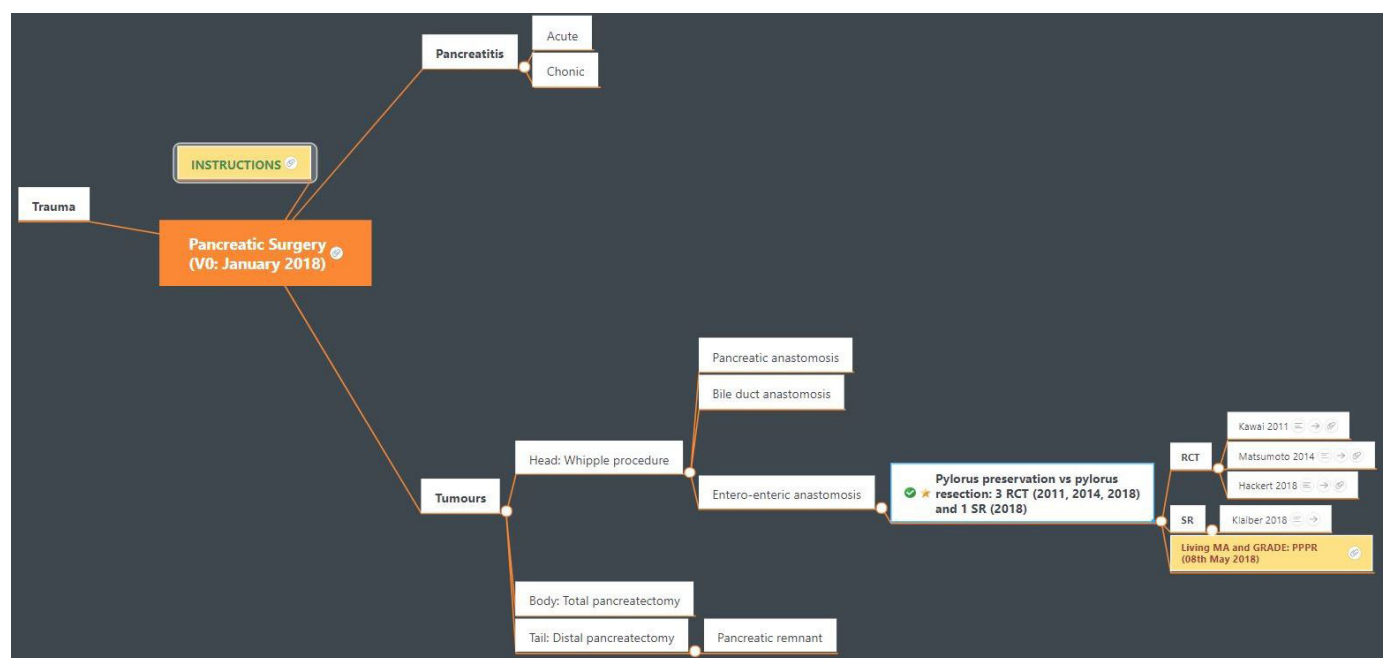 Pancreatitis
Acute
Chonic
INSTRUCTIONS
Trauma
Pancreatic Surgery
(V0: January 2018)
Tumours
Head: Whipple procedure
Pancreatic anastomosis
Bile duct anastomosis
Entero-enteric anastomosis
Pylorus preservation vs pylorus
resection: 3 RCT (2011, 2014, 2018)
and 1 SR (2018)
RCT
Kawai 2011
Matsumoto 2014
Hackert 2018
SR
Klaiber 2018
Living MA and GRADE: PPPR
(08th May 2018)
Body: Total pancreatectomy
Tail: Distal pancreatectomy
Pancreatic remnant